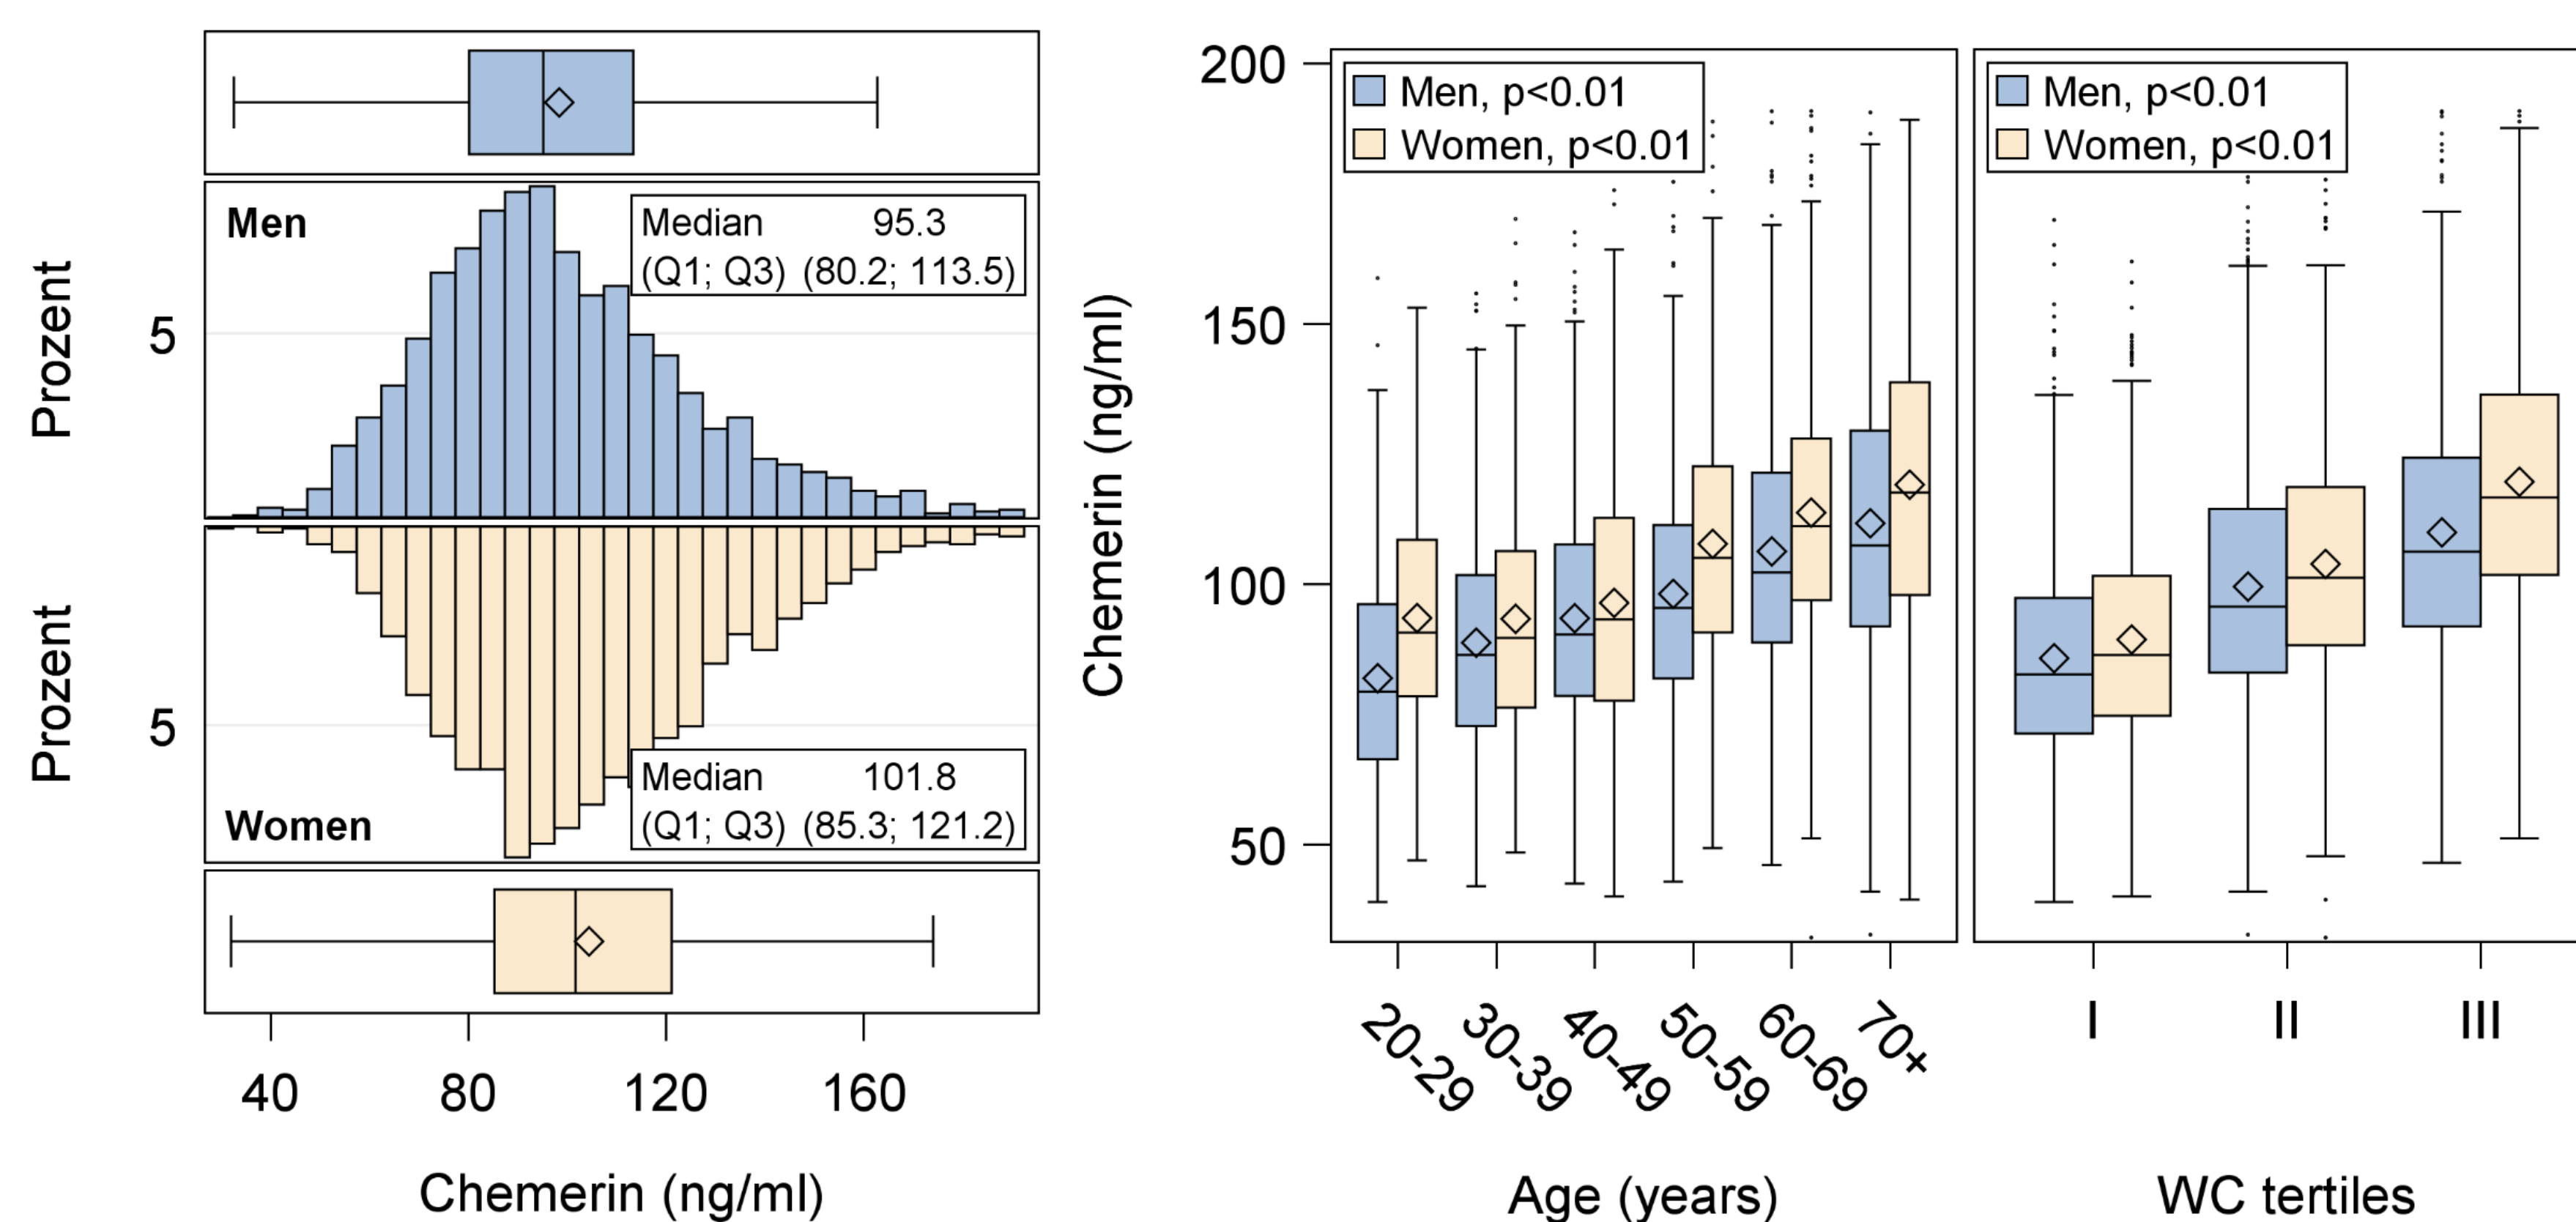 Men
Median 95.3
(Q1; Q3) (80.2; 113.5)
Prozent
5
Prozent
5
Median 101.8
(Q1; Q3) (85.3; 121.2)
Women
40 80 120 160
Chemerin (ng/ml)
Chemerin (ng/ml)
200
150
100
50
Men, p<0.01
Women, p<0.01
20-29 30-39 40-49 50-59 60-69 70+
Age (years)
Men, p<0.01
Women, p<0.01
I II III
WC tertiles